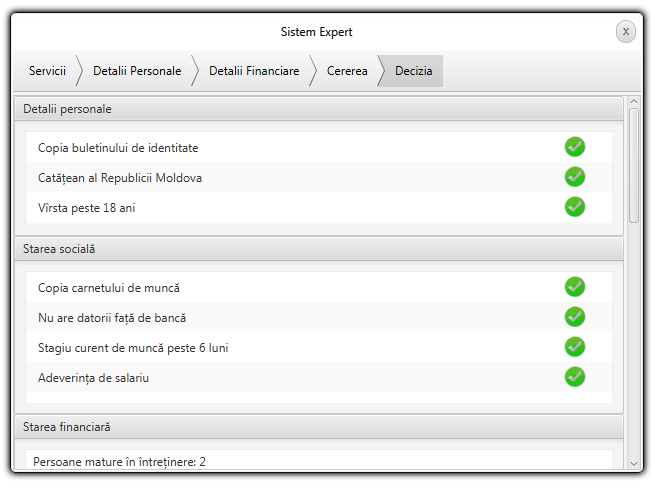 Sistem Expert
x
Servicii
Detalii Personale
Detalii Financiare
Cererea
Decizia
Detalii personale
Copia buletinului de identitate
Catățean al Republicii Moldova
Vîrsta peste 18 ani
Starea socială
Copia carnetului de muncă
Nu are datorii față de bancă
Stagiu curent de muncă peste 6 luni
Adeverința de salariu
Starea financiară
Persoane mature în întreținere: 2